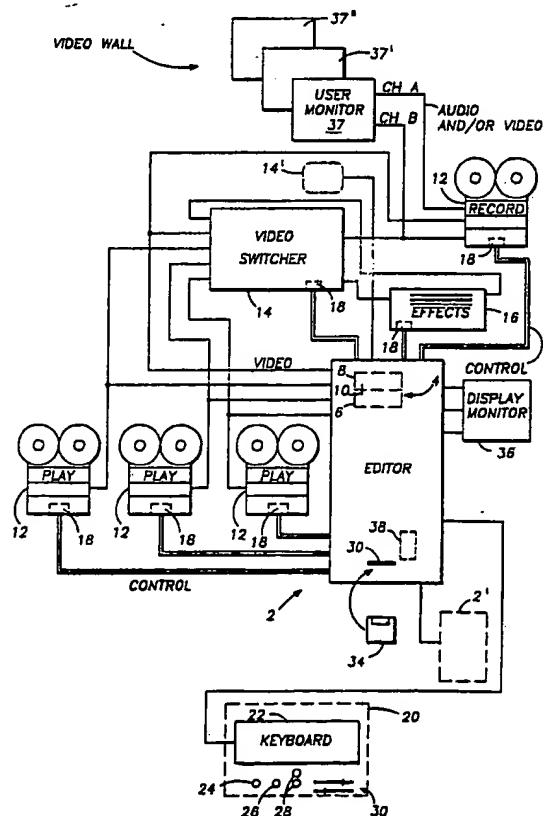 37"
VIDEO WALL
37'
USER
MONITOR
37
CH A
CH B
AUDIO
AND/OR VIDEO
14'
12
RECORD
18
VIDEO
SWITCHER
18
14
EFFECTS
16
18
CONTROL
VIDEO
8
10
6
4
DISPLAY
MONITOR
36
EDITOR
PLAY
PLAY
PLAY
12
18
12
18
12
18
38
30
CONTROL
2
2'
34
20
22
KEYBOARD
24
26
28
30